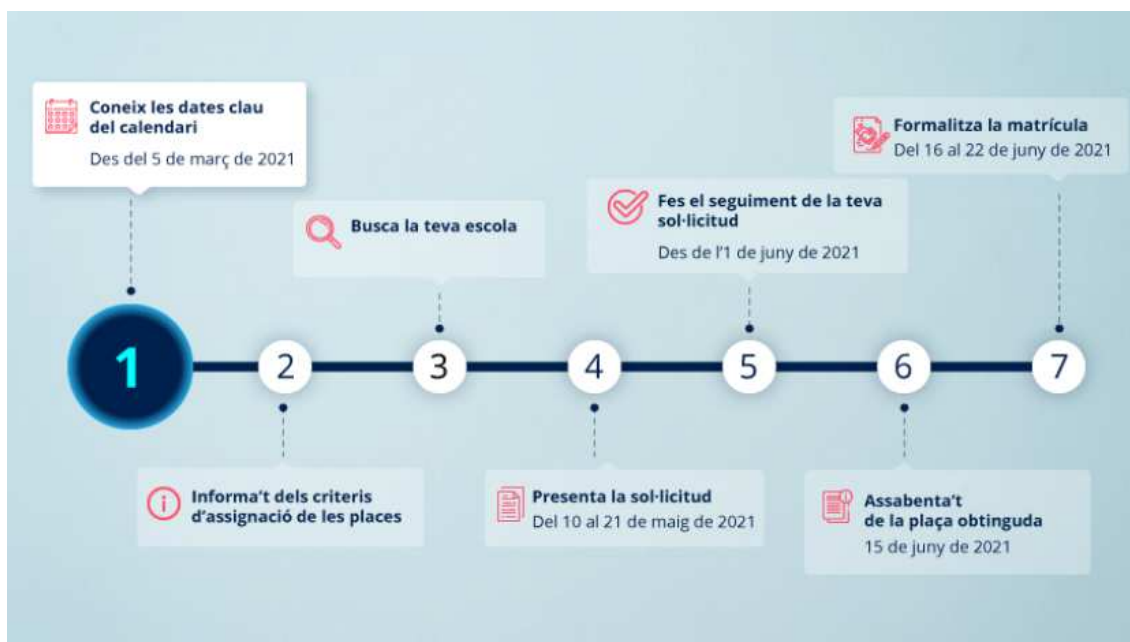 Coneix les dates clau
del calendari
Des del 5 de març de 2021
1
Informa't dels criteris
d'assignació de les places
2
Busca la teva escola
3
Presenta la sol·licitud
Del 10 al 21 de maig de 2021
4
Fes el seguiment de la teva
sol·licitud
Des de l'1 de juny de 2021
5
Assabenta't
de la plaça obtinguda
15 de juny de 2021
6
Formalitza la matrícula
Del 16 al 22 de juny de 2021
7